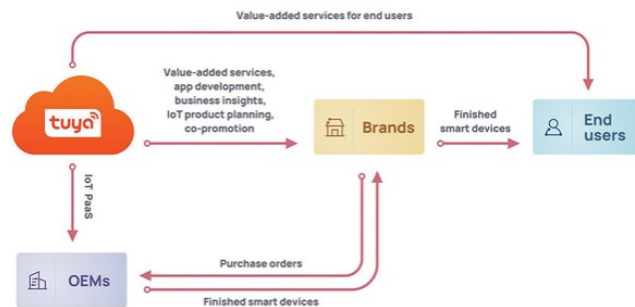 Value-added services for end users
tuya
Value-added services,
app development,
business insights,
IoT product planning,
co-promotion
Brands
Finished
smart devices
End
users
IoT PaaS
OEMs
Purchase orders
Finished smart devices